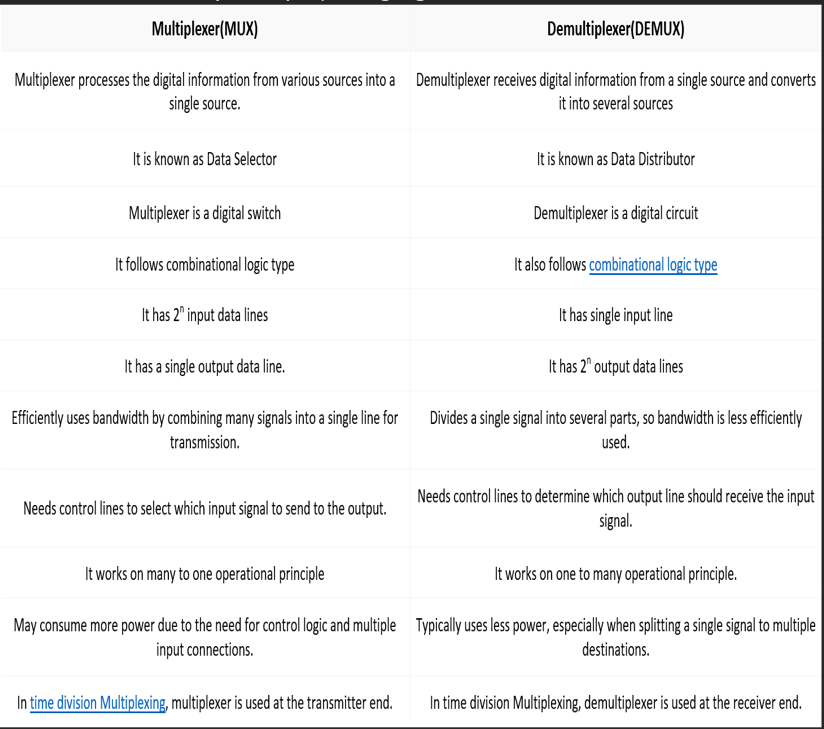 Multiplexer(MUX)
Demultiplexer(DEMUX)
Multiplexer processes the digital information from various sources into a
single source.
Demultiplexer receives digital information from a single source and converts
it into several sources
It is known as Data Selector
It is known as Data Distributor
Multiplexer is a digital switch
Demultiplexer is a digital circuit
It follows combinational logic type
It also follows combinational logic type
It has 2ⁿ input data lines
It has single input line
It has a single output data line.
It has 2ⁿ output data lines
Efficiently uses bandwidth by combining many signals into a single line for
transmission.
Divides a single signal into several parts, so bandwidth is less efficiently
used.
Needs control lines to select which input signal to send to the output.
Needs control lines to determine which output line should receive the input
signal.
It works on many to one operational principle
It works on one to many operational principle.
May consume more power due to the need for control logic and multiple
input connections.
Typically uses less power, especially when splitting a single signal to multiple
destinations.
In time division Multiplexing, multiplexer is used at the transmitter end.
In time division Multiplexing, demultiplexer is used at the receiver end.